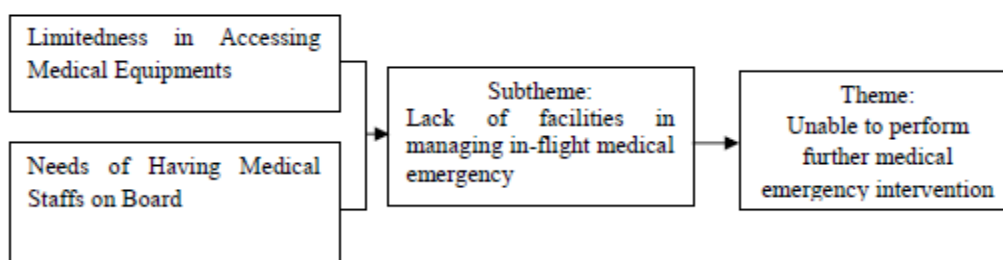 Limitedness in Accessing
Medical Equipments
Needs of Having Medical
Staffs on Board
Subtheme:
Lack of facilities in
managing in-flight medical
emergency
Theme:
Unable to perform
further medical
emergency intervention